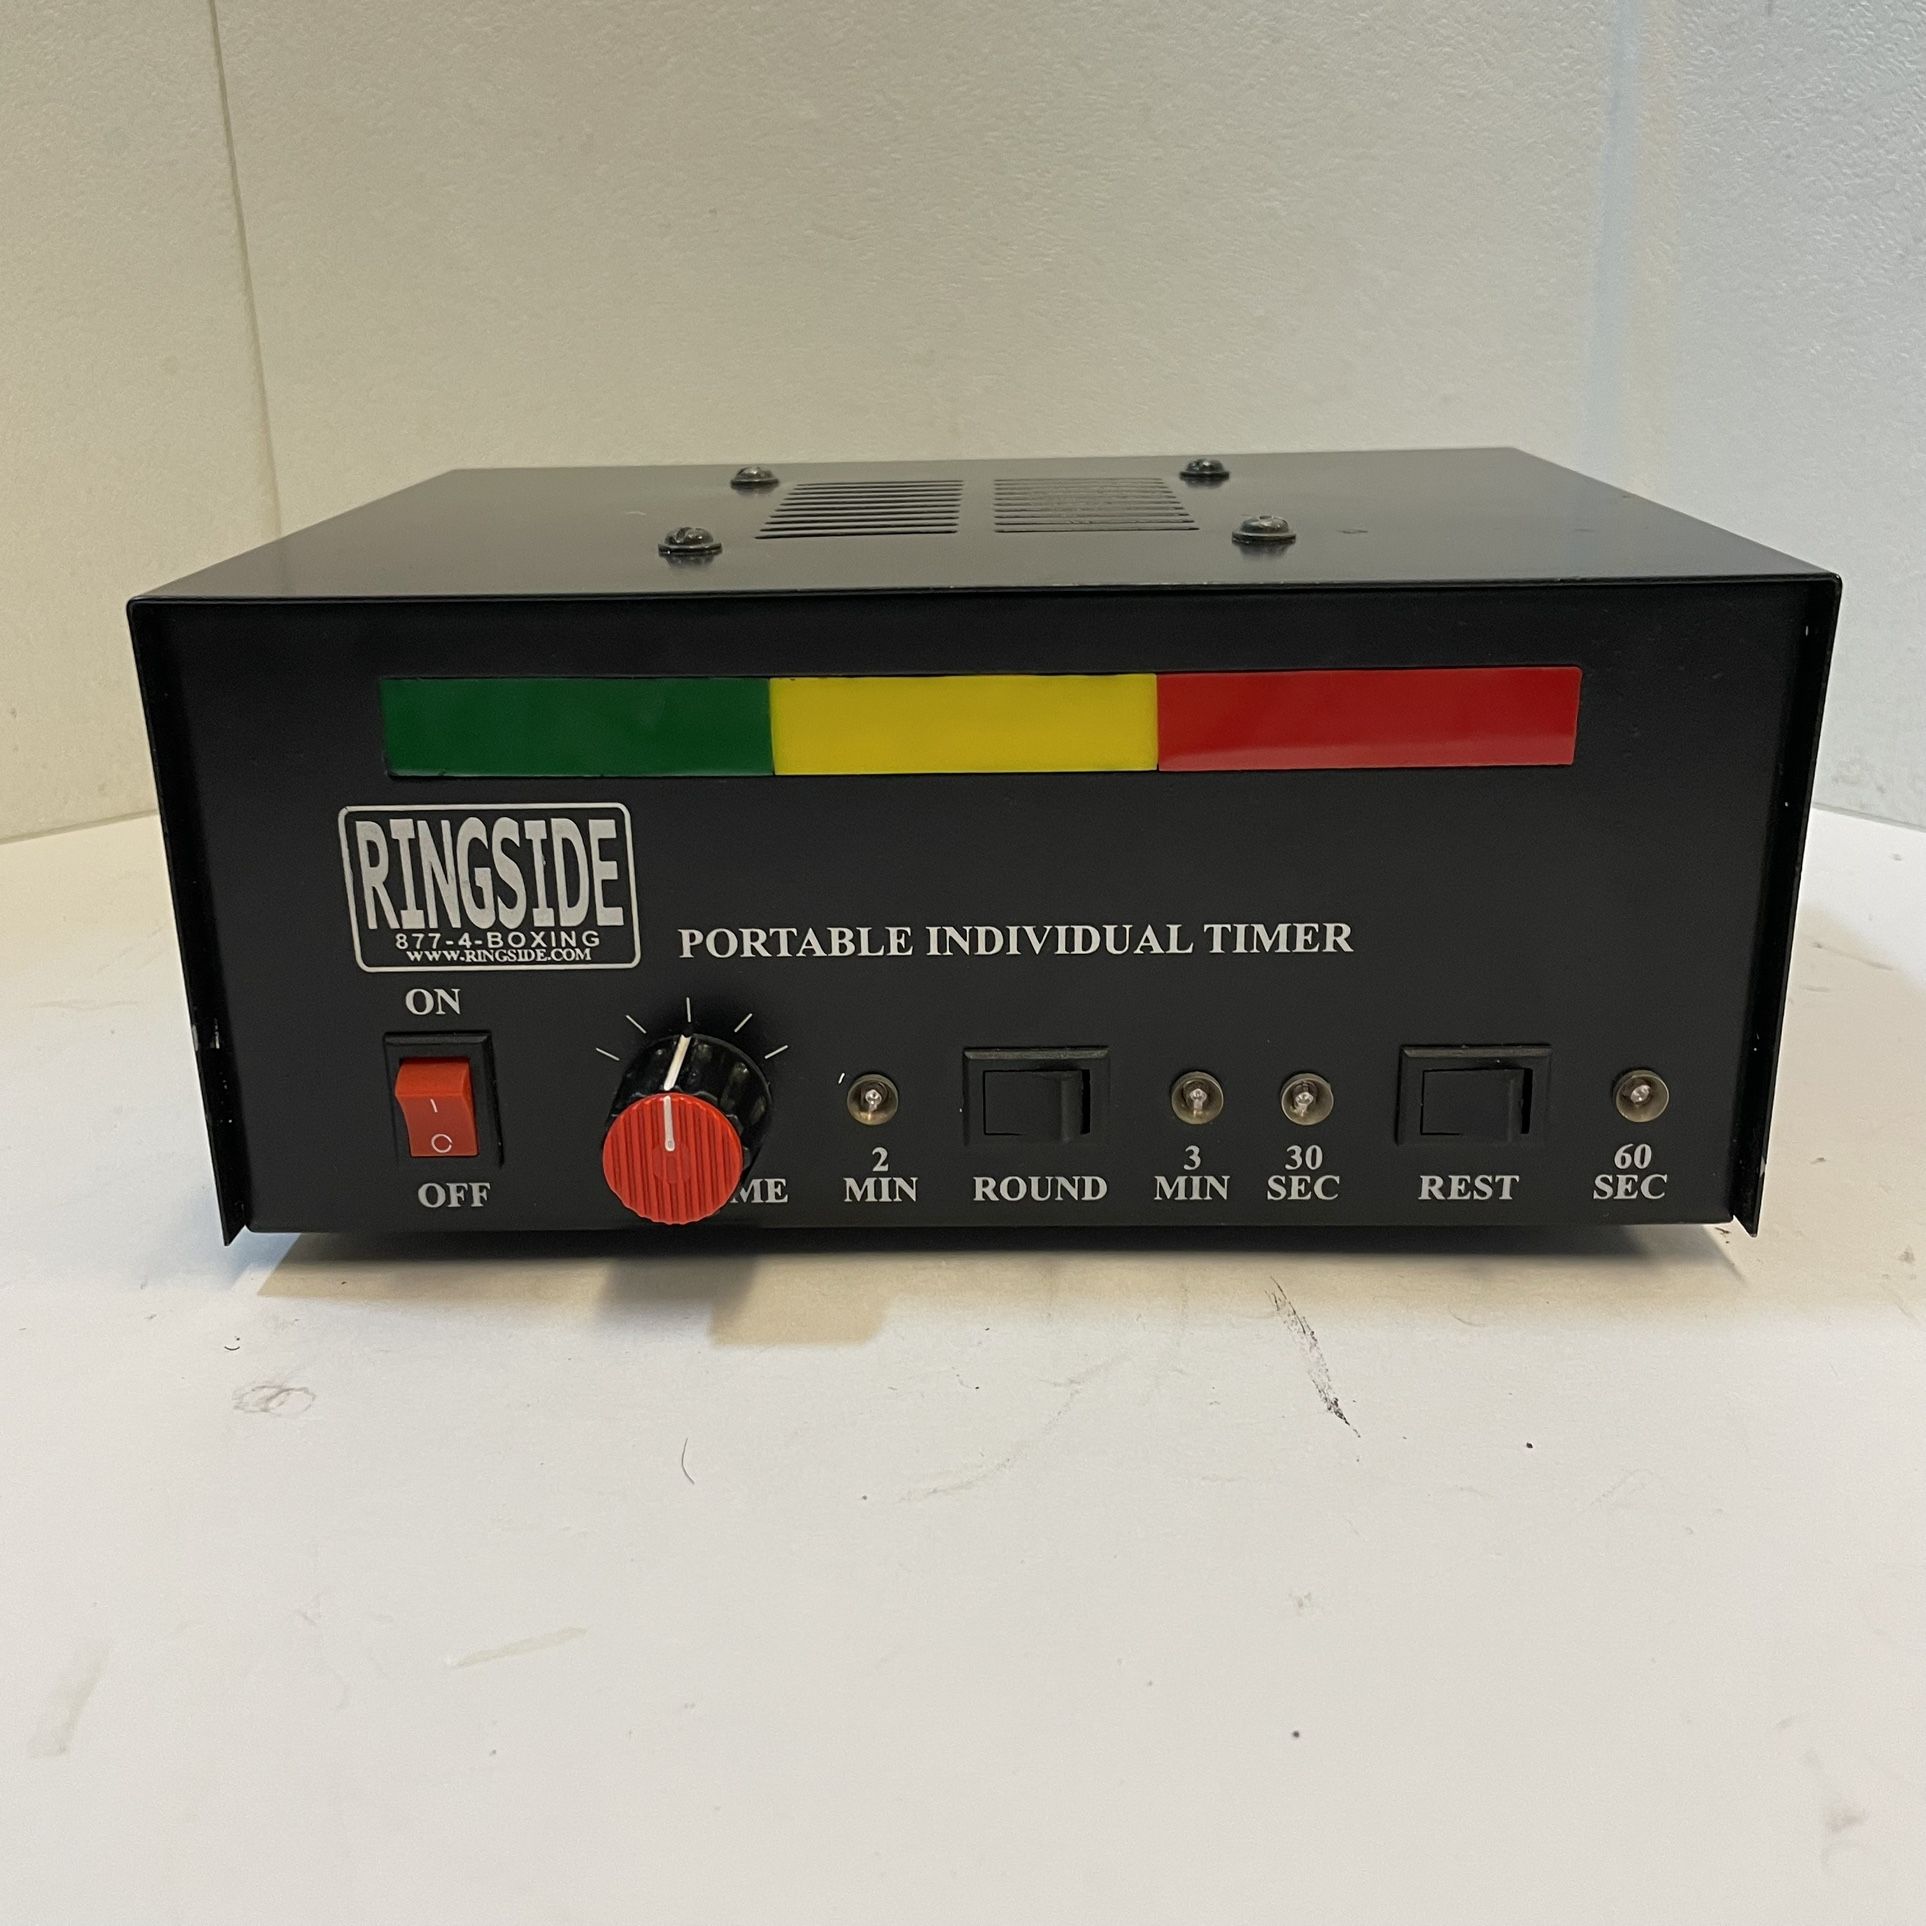 RINGSIDE
877-4-BOXING
WWW.RINGSIDE.COM
PORTABLE INDIVIDUAL TIMER
ON
OFF
2
MIN
ROUND
3
MIN
30
SEC
REST
60
SEC